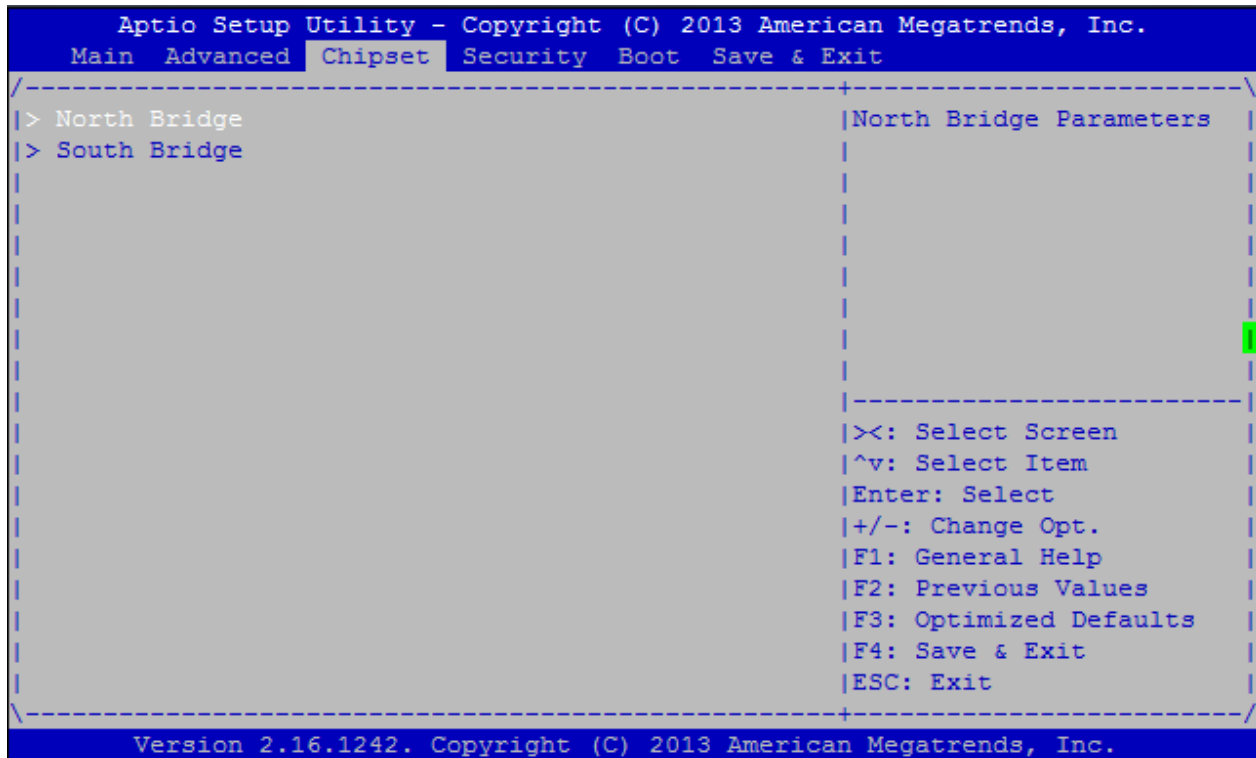 Aptio Setup Utility - Copyright (C) 2013 American Megatrends, Inc.
Main Advanced Chipset Security Boot Save & Exit
> North Bridge
North Bridge Parameters
> South Bridge
><: Select Screen
^v: Select Item
Enter: Select
+/-: Change Opt.
F1: General Help
F2: Previous Values
F3: Optimized Defaults
F4: Save & Exit
ESC: Exit
Version 2.16.1242. Copyright (C) 2013 American Megatrends, Inc.